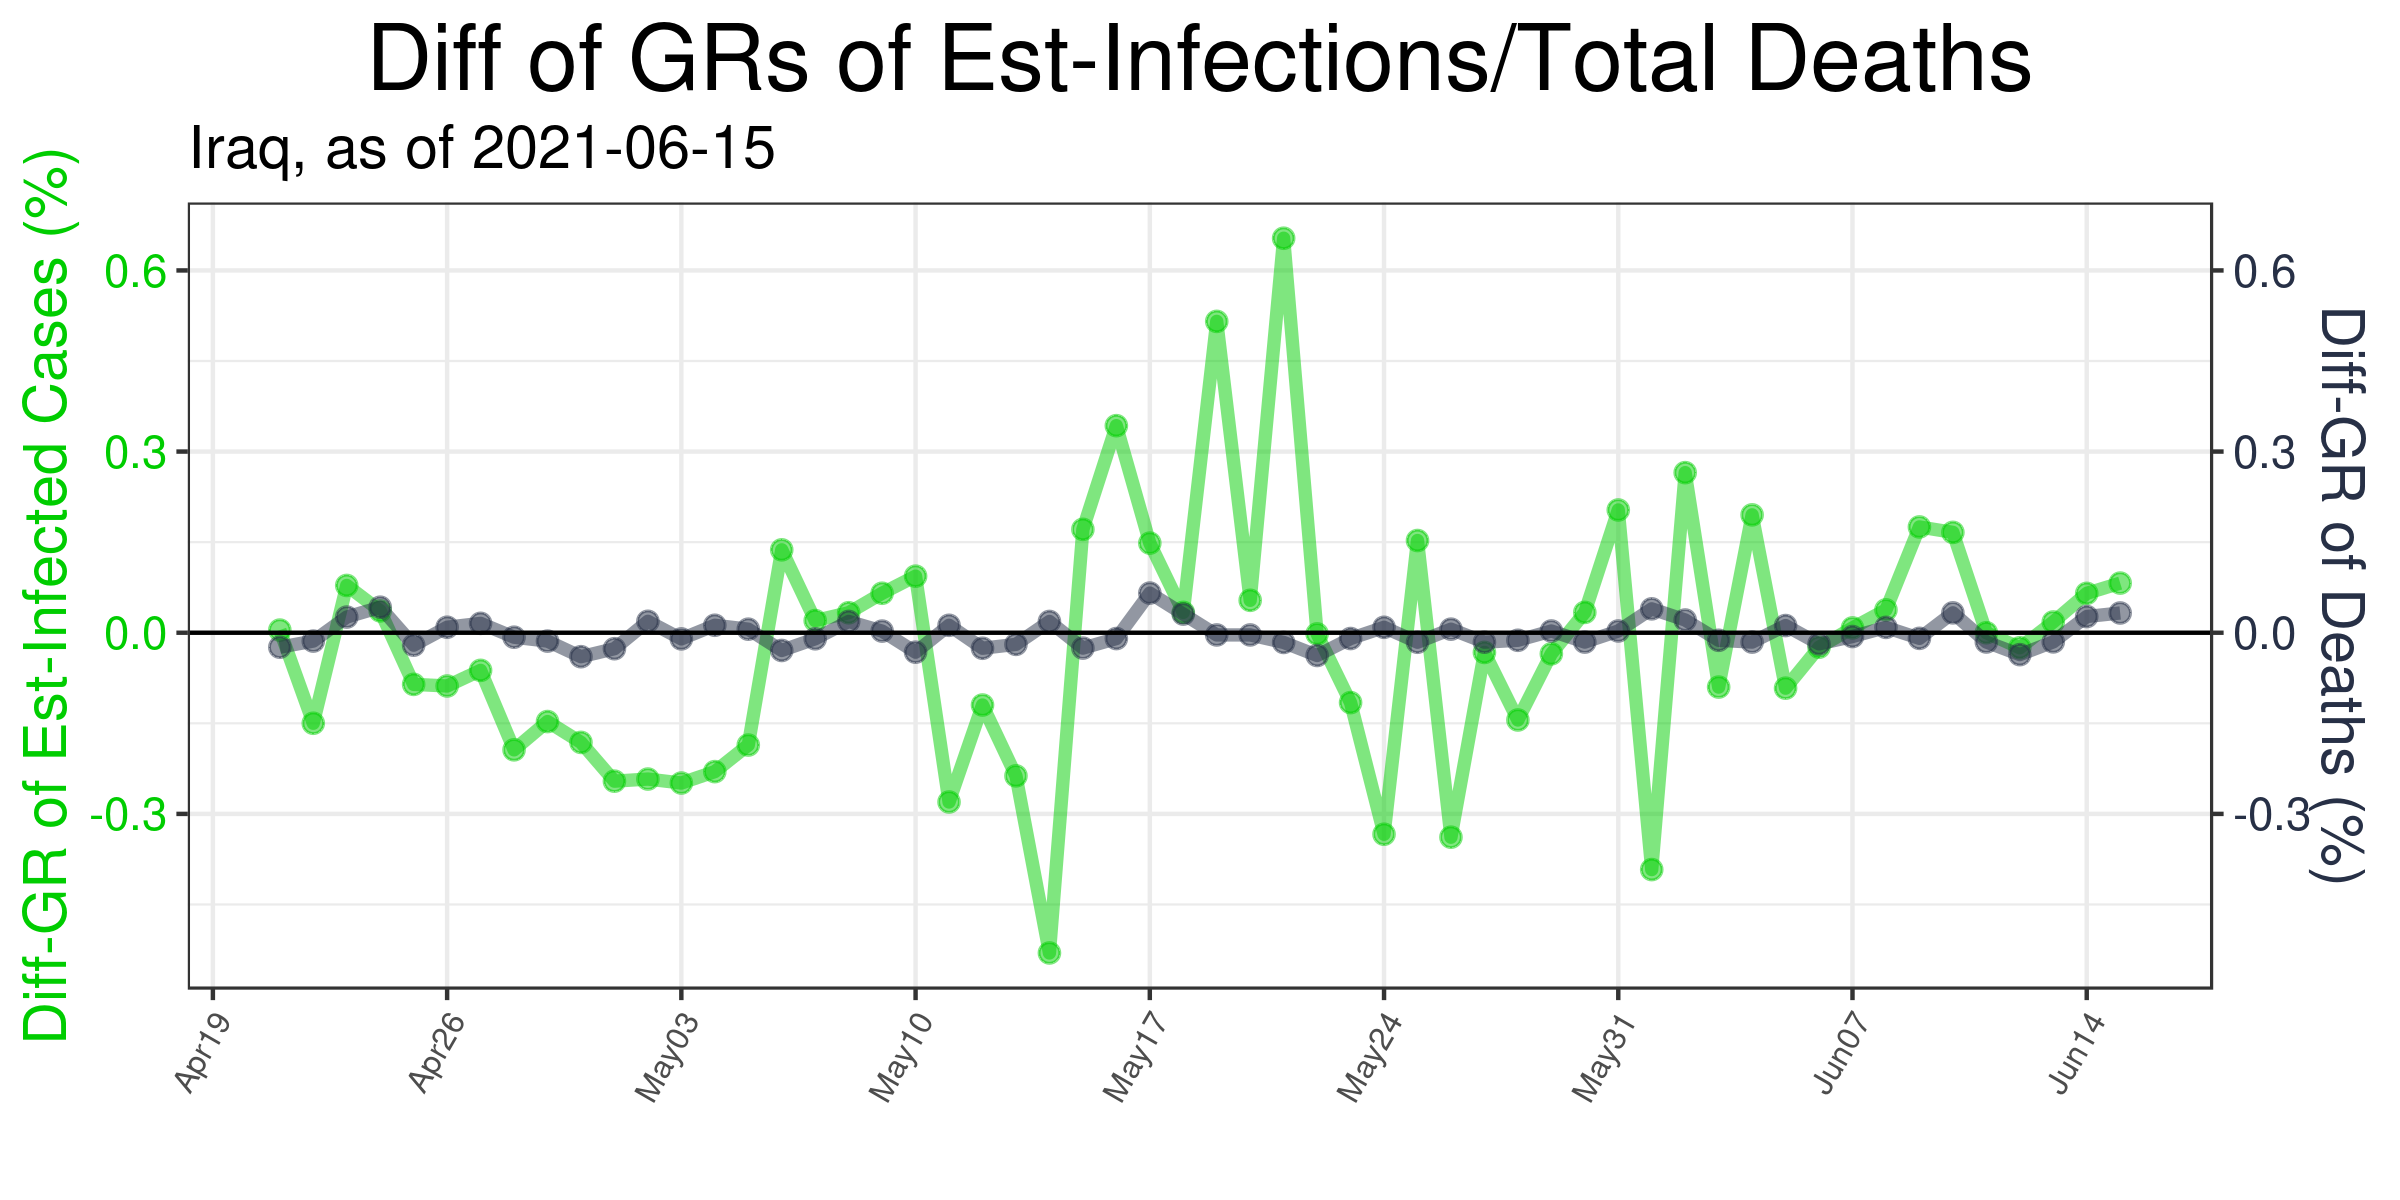 Diff of GRs of Est-Infections/Total Deaths
Iraq, as of 2021-06-15
Diff-GR of Est-Infected Cases (%)
0.6
0.3
0.0
-0.3
0.6
0.3
0.0
-0.3
Diff-GR of Deaths (%)
Apr19
Apr26
May03
May10
May17
May24
May31
Jun07
Jun14